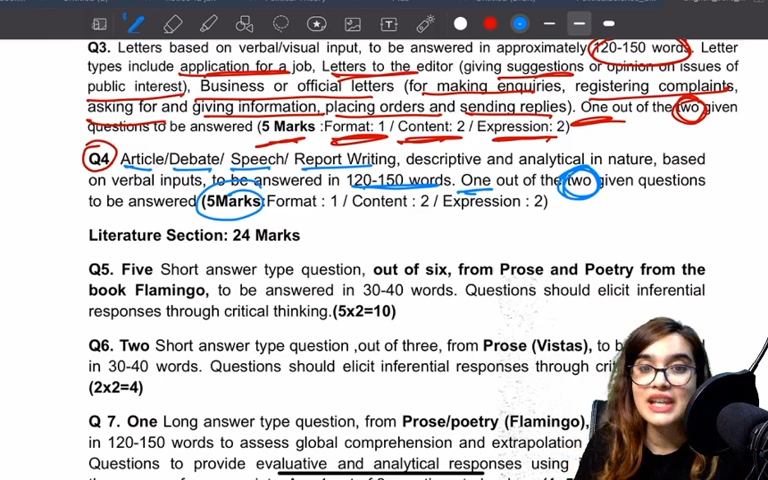 Q3. Letters based on verbal/visual input, to be answered in approximately 120-150 words. Letter
types include application for a job, Letters to the editor (giving suggestions or opinion on issues of
public interest), Business or official letters (for making enquiries, registering complaints,
asking for and giving information, placing orders and sending replies). One out of the two given
questions to be answered (5 Marks :Format: 1 / Content: 2 / Expression: 2)
Q4 Article/Debate/ Speech/ Report Writing, descriptive and analytical in nature, based
on verbal inputs, to be answered in 120-150 words. One out of the two given questions
to be answered (5Marks:Format : 1 / Content : 2 / Expression : 2)
Literature Section: 24 Marks
Q5. Five Short answer type question, out of six, from Prose and Poetry from the
book Flamingo, to be answered in 30-40 words. Questions should elicit inferential
responses through critical thinking.(5x2=10)
Q6. Two Short answer type question ,out of three, from Prose (Vistas), to
in 30-40 words. Questions should elicit inferential responses through
(2x2=4)
Q 7. One Long answer type question, from Prose/poetry (Flamingo),
in 120-150 words to assess global comprehension and extrapolation
Questions to provide evaluative and analytical responses using